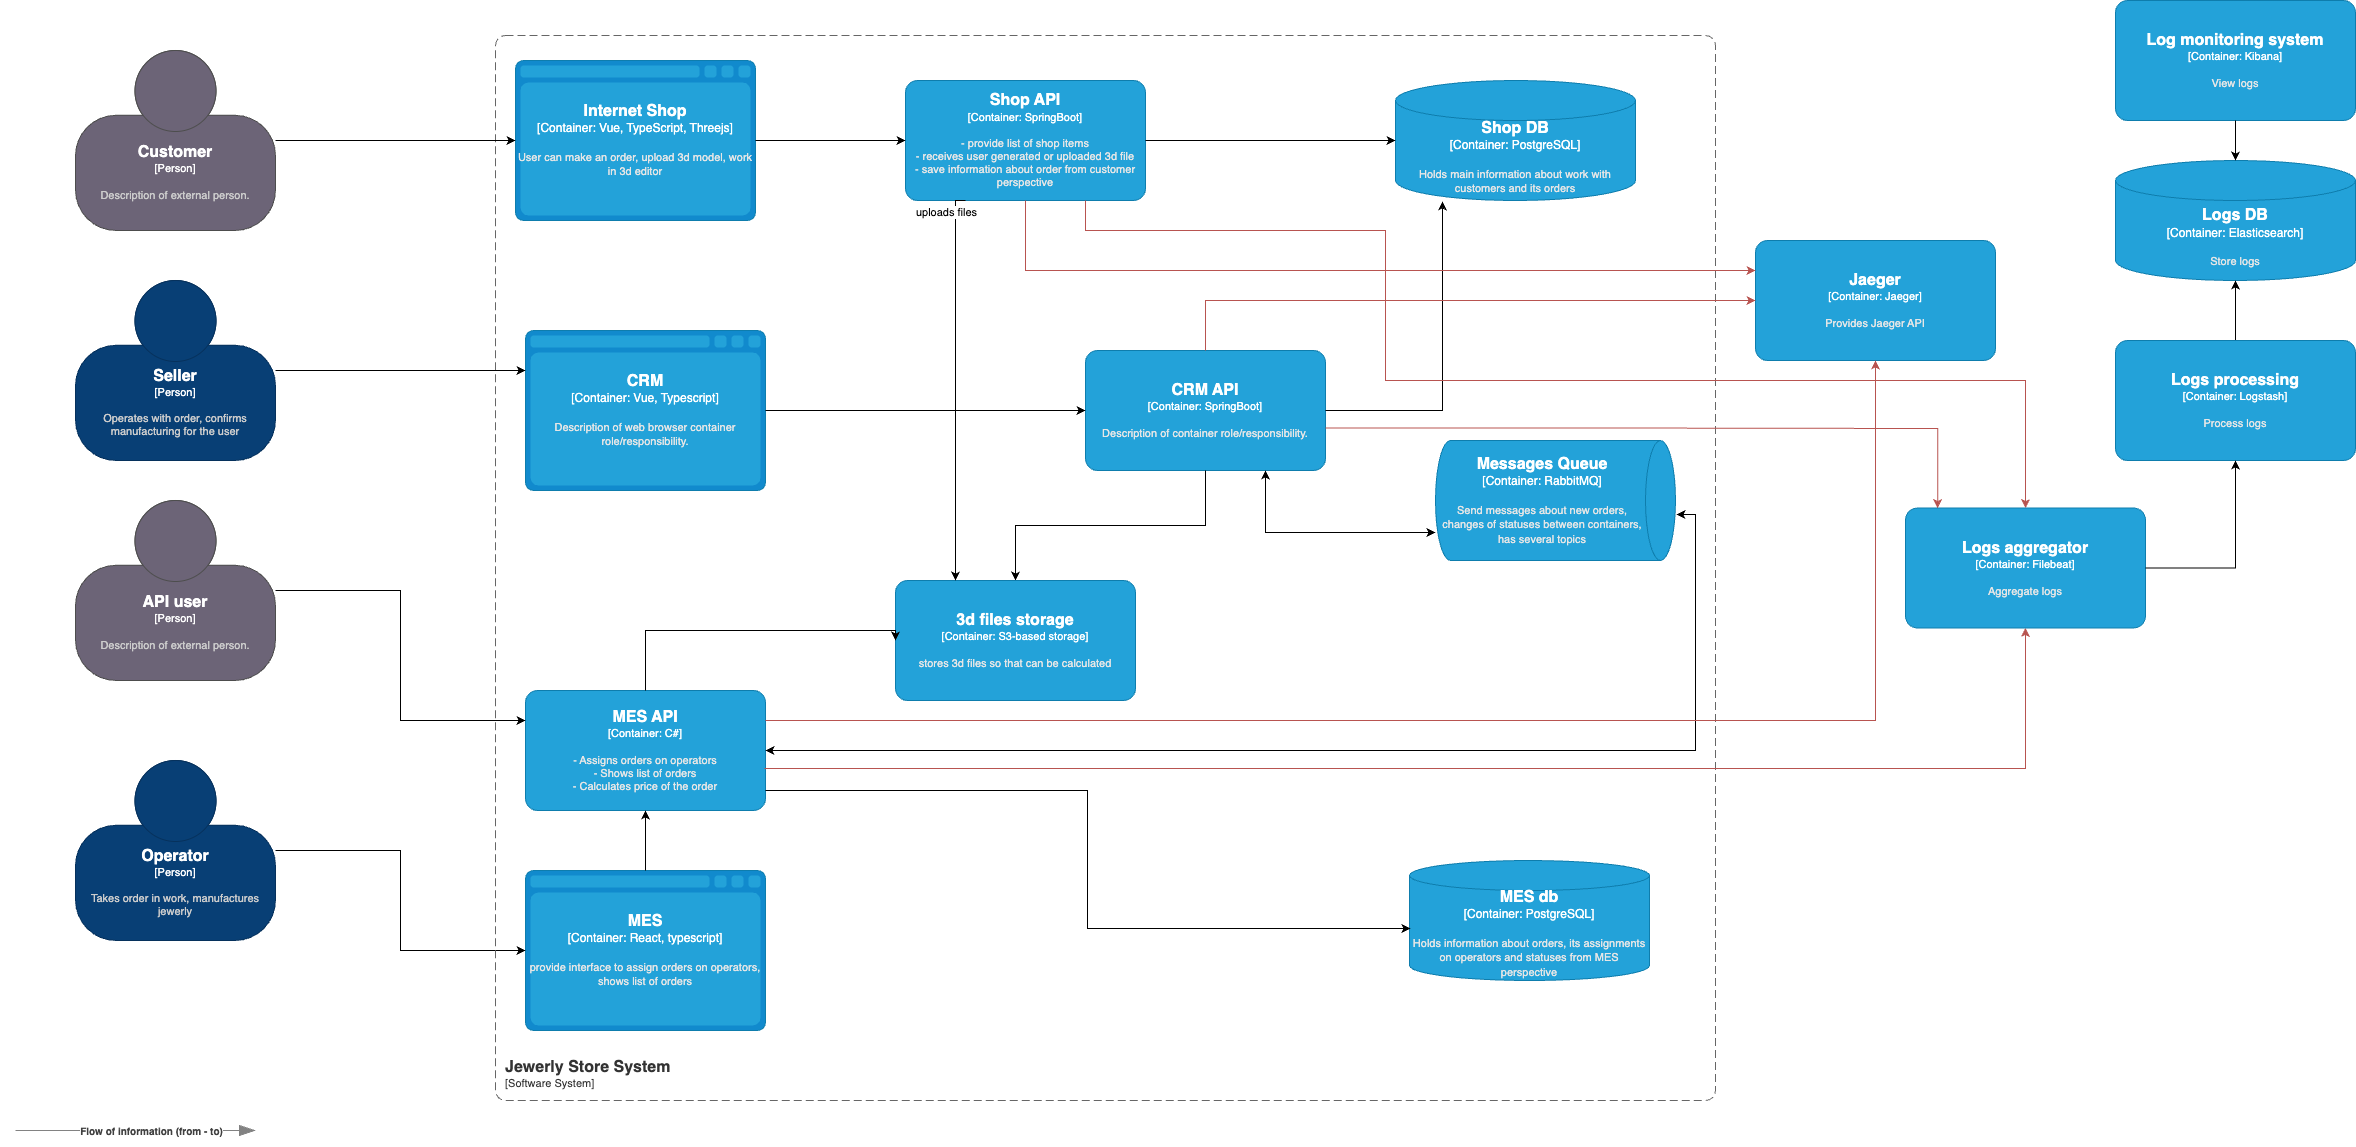 Customer
[Person]
Description of external person.
Internet Shop
[Container: Vue, TypeScript, Threejs]
User can make an order, upload 3d model, work
in 3d editor
Shop API
[Container: SpringBoot]
- provide list of shop items
- receives user generated or uploaded 3d file
- save information about order from customer
perspective
uploads files
Shop DB
[Container: PostgreSQL]
Holds main information about work with
customers and its orders
Log monitoring system
[Container: Kibana]
View logs
Logs DB
[Container: Elasticsearch]
Store logs
Jaeger
[Container: Jaeger]
Provides Jaeger API
Seller
[Person]
Operates with order, confirms
manufacturing for the user
CRM
[Container: Vue, Typescript]
Description of web browser container
role/responsibility.
CRM API
[Container: SpringBoot]
Description of container role/responsibility.
Logs processing
[Container: Logstash]
Process logs
Messages Queue
[Container: RabbitMQ]
Send messages about new orders,
changes of statuses between containers,
has several topics
Logs aggregator
[Container: Filebeat]
Aggregate logs
API user
[Person]
Description of external person.
3d files storage
[Container: S3-based storage]
stores 3d files so that can be calculated
MES API
[Container: C#]
- Assigns orders on operators
- Shows list of orders
- Calculates price of the order
Operator
[Person]
Takes order in work, manufactures
jewerly
MES
[Container: React, typescript]
provide interface to assign orders on operators,
shows list of orders
MES db
[Container: PostgreSQL]
Holds information about orders, its assignments
on operators and statuses from MES
perspective
Jewerly Store System
[Software System]
Flow of information (from - to)